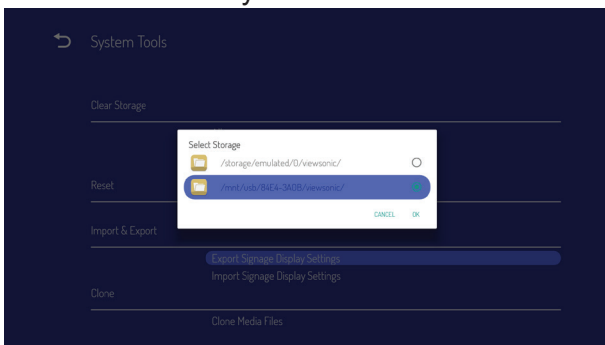 System Tools
Clear Storage
Select Storage
/storage/emulated/0/viewsonic/
/mnt/usb/B4E4-3A0B/viewsonic/
CANCEL OK
Reset
Import & Export
Export Signage Display Settings
Import Signage Display Settings
Clone
Clone Media Files